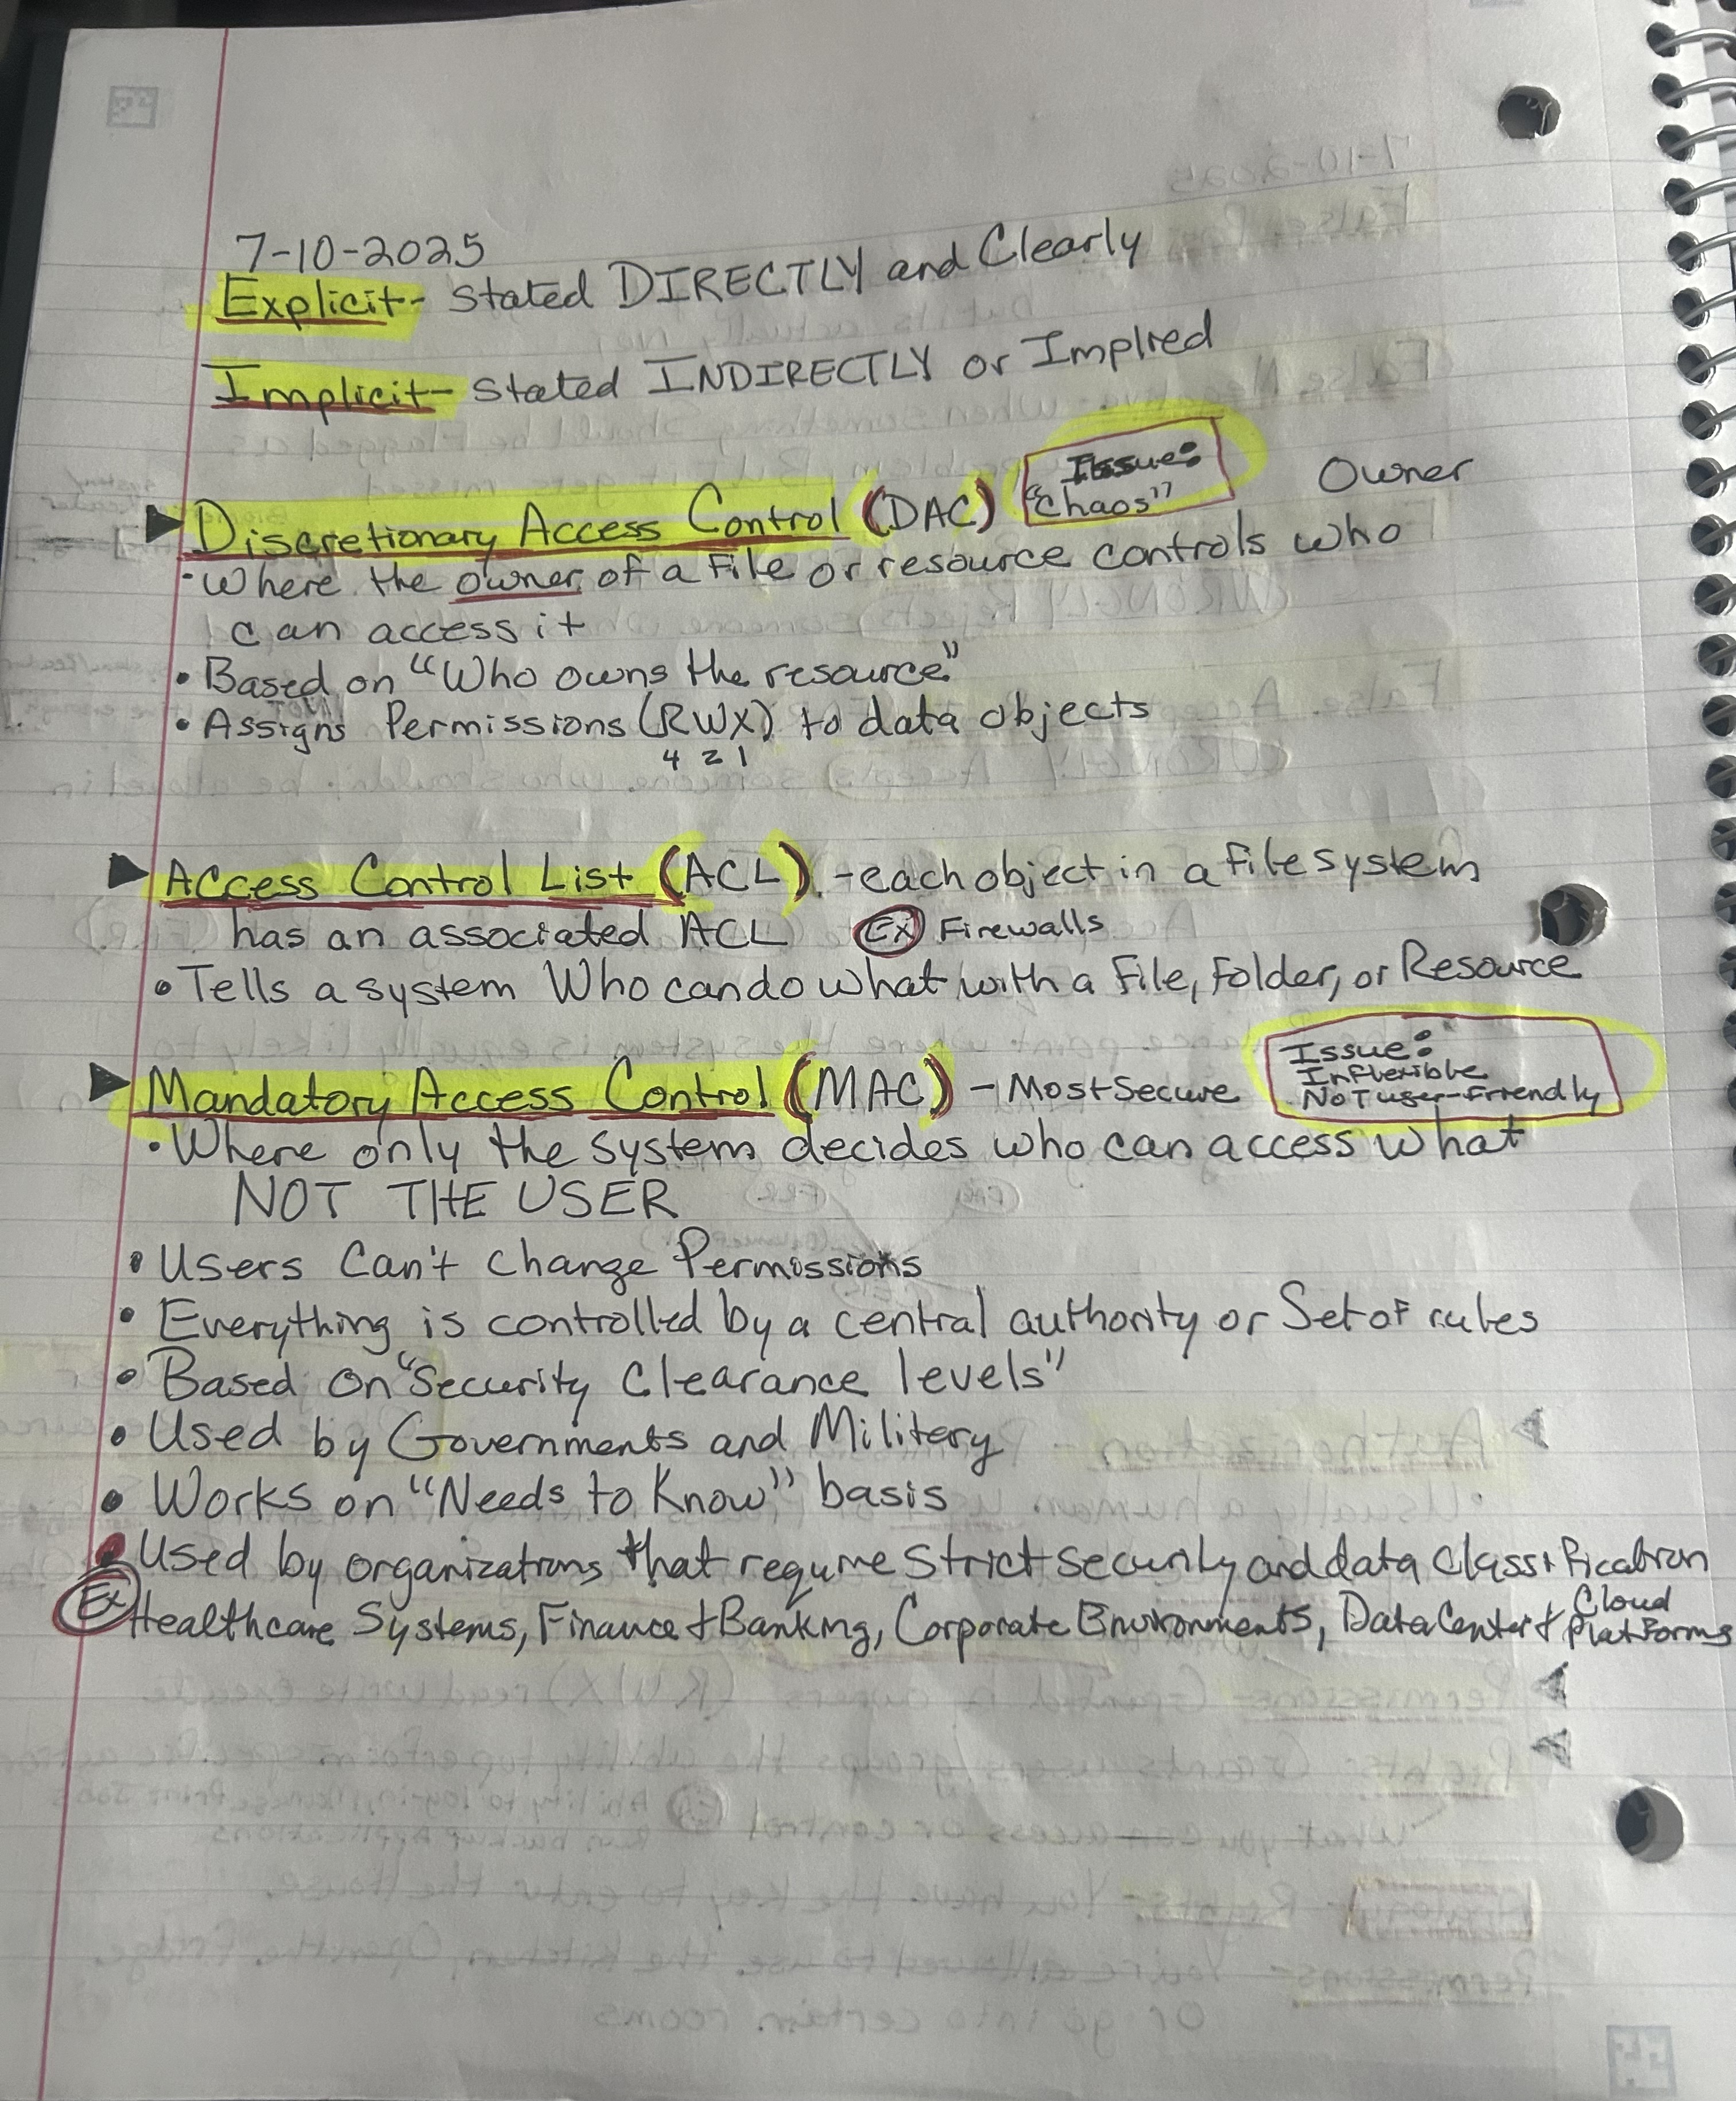 7-10-2025
Explicit- Stated DIRECTLY and Clearly
Implicit- Stated INDIRECTLY or Implied
Issue:
"Chaos"
Owner
Discretionary Access Control (DAC)
- Where the owner of a File or resource controls who
can access it
• Based on "Who owns the resource"
• Assigns Permissions (RWX) to data objects
4 2 1
Access Control List (ACL) - each object in a file system
has an associated ACL Ex Firewalls
• Tells a system Who can do what with a File, Folder, or Resource
Issue:
Inflexible
NOT user-Friendly
Mandatory Access Control (MAC) - Most Secure
• Where only the system decides who can access what
NOT THE USER
• Users Can't change Permissions
• Everything is controlled by a central authority or Set of rules
• Based on "Security Clearance levels"
• Used by Governments and Militery
• Works on "Needs to Know" basis
• Used by organizations that require strict security and data classification
Ex Healthcare Systems, Finance + Banking, Corporate Environments, Data Center + Cloud
Platforms